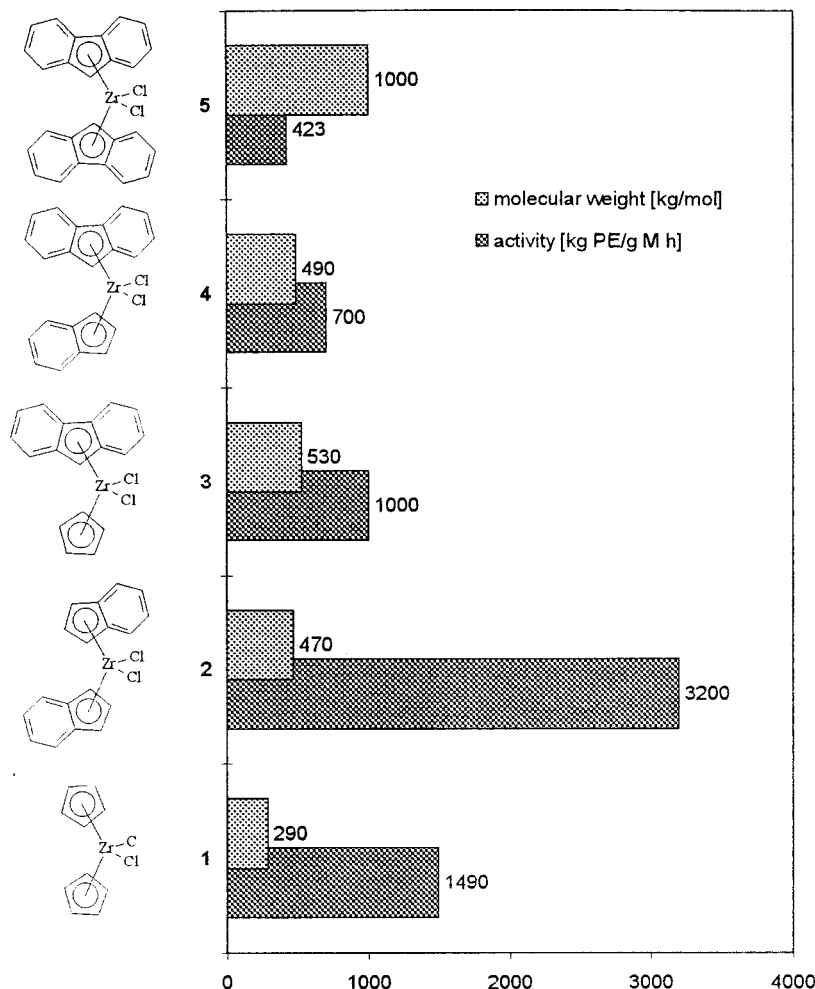 Zr
Cl
Cl
5
1000
423
molecular weight [kg/mol]
activity [kg PE/g M h]
Zr
Cl
Cl
4
490
700
Zr
Cl
Cl
3
530
1000
Zr
Cl
Cl
2
470
3200
Zr
C
Cl
1
290
1490
0 1000 2000 3000 4000